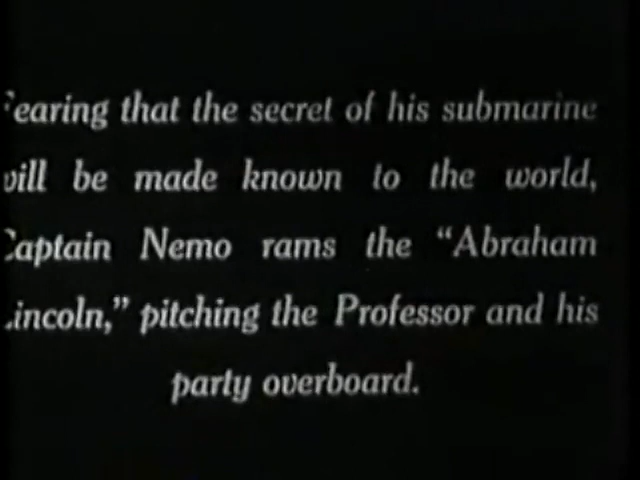 Fearing that the secret of his submarine
will be made known to the world,
Captain Nemo rams the “Abraham
Lincoln,” pitching the Professor and his
party overboard.